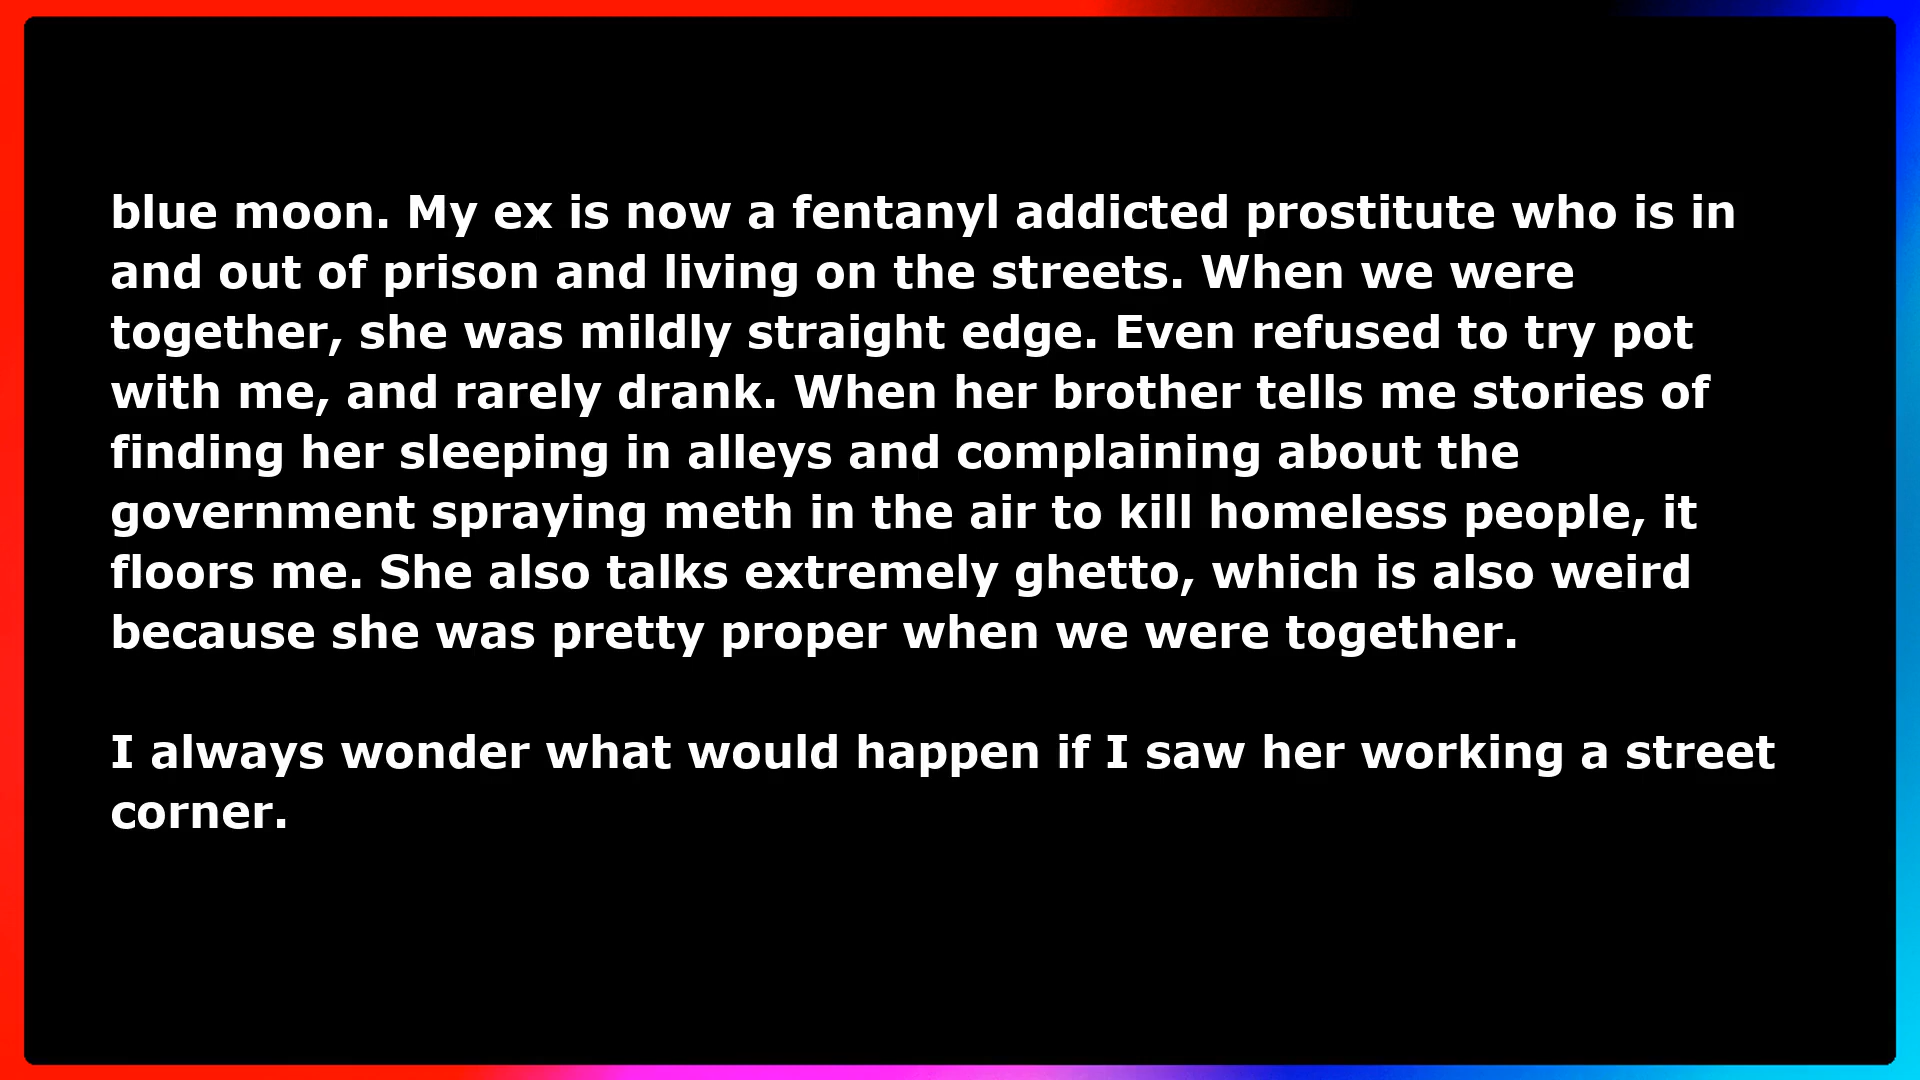 blue moon. My ex is now a fentanyl addicted prostitute who is in
and out of prison and living on the streets. When we were
together, she was mildly straight edge. Even refused to try pot
with me, and rarely drank. When her brother tells me stories of
finding her sleeping in alleys and complaining about the
government spraying meth in the air to kill homeless people, it
floors me. She also talks extremely ghetto, which is also weird
because she was pretty proper when we were together.
I always wonder what would happen if I saw her working a street
corner.